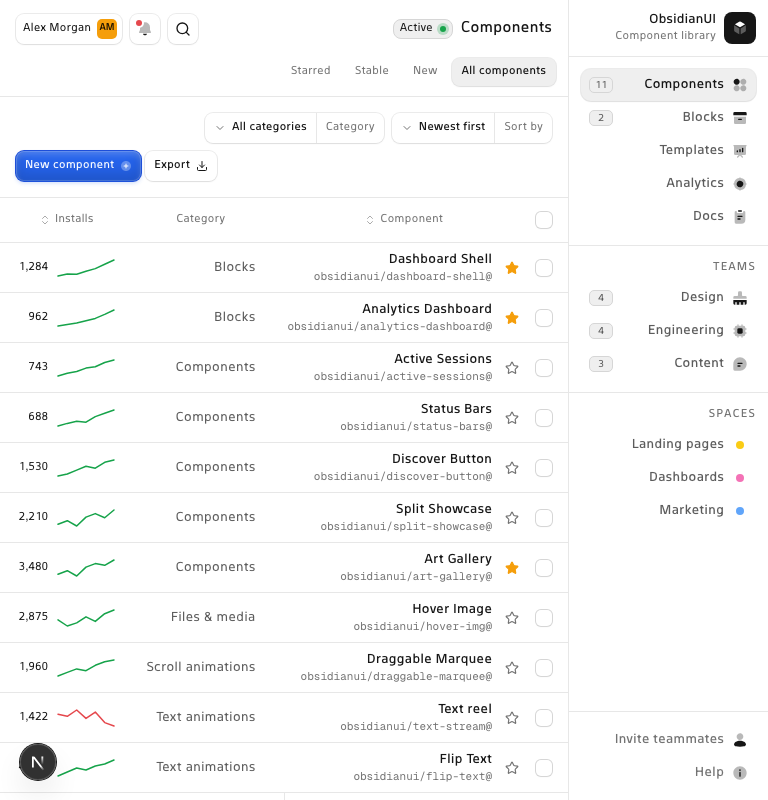 ObsidianUI
Component library
Components 11
Blocks 2
Templates
Analytics
Docs
TEAMS
Design 4
Engineering 4
Content 3
SPACES
Landing pages
Dashboards
Marketing
Invite teammates
Help
Components Active
Alex Morgan AM
All components New Stable Starred
Sort by Newest first Category All categories
Export New component
Component Category Installs
Dashboard Shell
obsidianui/dashboard-shell@
Blocks
1,284
Analytics Dashboard
obsidianui/analytics-dashboard@
Blocks
962
Active Sessions
obsidianui/active-sessions@
Components
743
Status Bars
obsidianui/status-bars@
Components
688
Discover Button
obsidianui/discover-button@
Components
1,530
Split Showcase
obsidianui/split-showcase@
Components
2,210
Art Gallery
obsidianui/art-gallery@
Components
3,480
Hover Image
obsidianui/hover-img@
Files & media
2,875
Draggable Marquee
obsidianui/draggable-marquee@
Scroll animations
1,960
Text reel
obsidianui/text-stream@
Text animations
1,422
Flip Text
obsidianui/flip-text@
Text animations
N